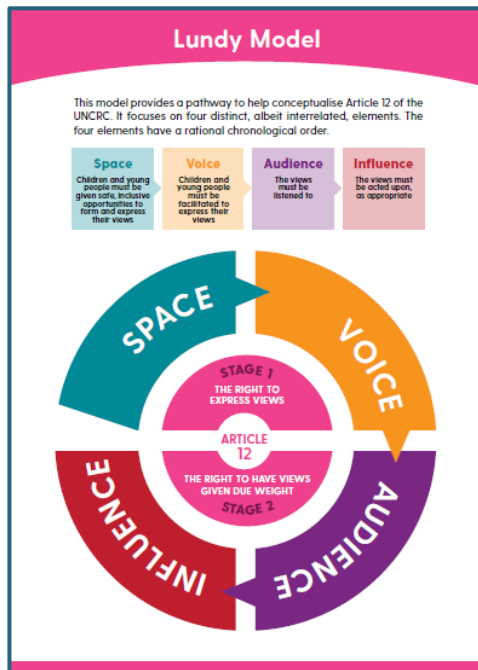 Lundy Model
This model provides a pathway to help conceptualise Article 12 of the
UNCRC. It focuses on four distinct, albeit interrelated, elements. The
four elements have a rational chronological order.
Space
Children and young
people must be
given safe, inclusive
opportunities to
form and express
their views
Voice
Children and
young people
must be
facilitated to
express their
views
Audience
The views
must be
listened to
Influence
The views must
be acted upon,
as appropriate
SPACE
VOICE
STAGE 1
THE RIGHT TO
EXPRESS VIEWS
ARTICLE
12
THE RIGHT TO HAVE VIEWS
GIVEN DUE WEIGHT
STAGE 2
INFLUENCE
AUDIENCE